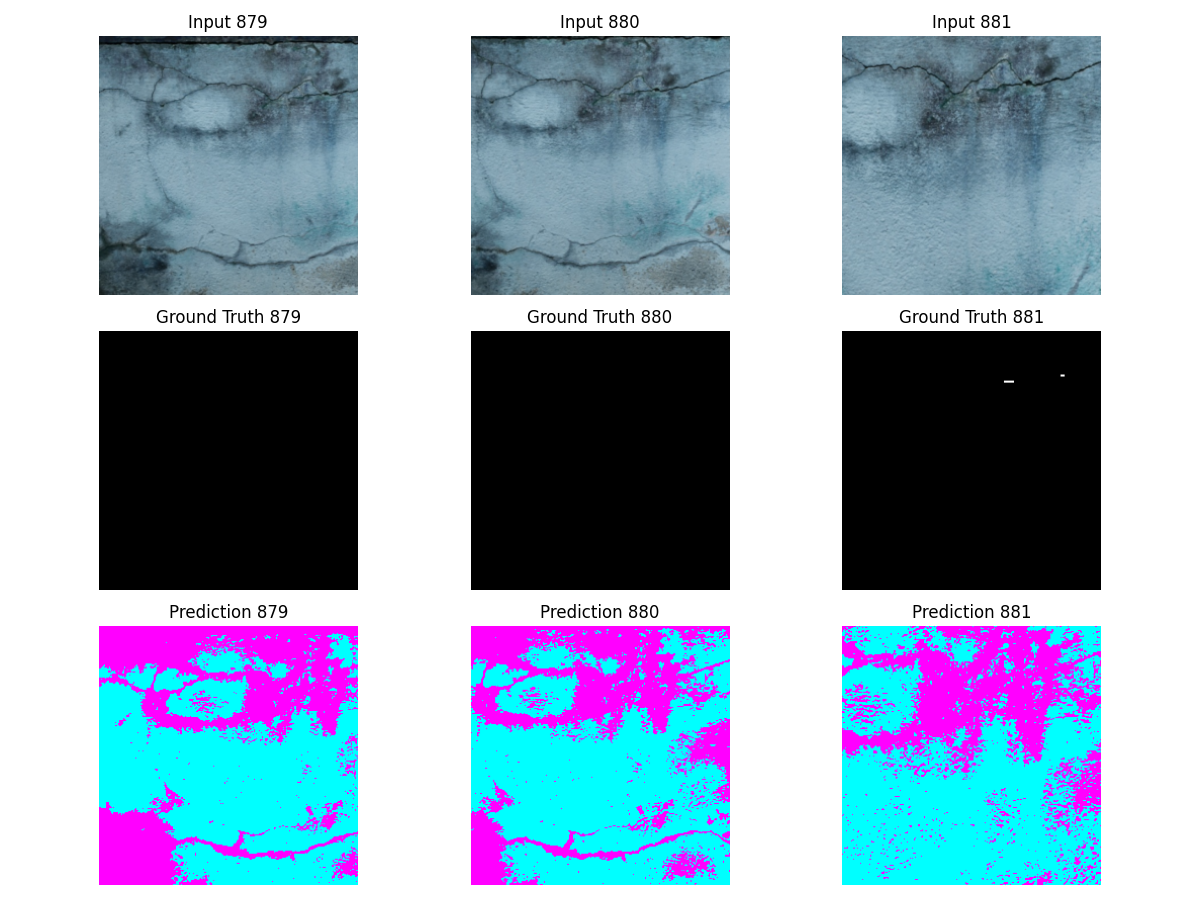 Input 879
Input 880
Input 881
Ground Truth 879
Ground Truth 880
Ground Truth 881
Prediction 879
Prediction 880
Prediction 881